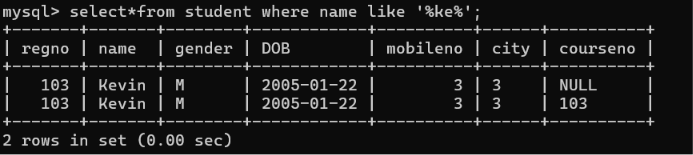 mysql> select*from student where name like '%ke%';
+-------+-------+--------+------------+----------+------+----------+
| regno | name | gender | DOB | mobileno | city | courseno |
+-------+-------+--------+------------+----------+------+----------+
| 103 | Kevin | M | 2005-01-22 | 3 | 3 | NULL |
| 103 | Kevin | M | 2005-01-22 | 3 | 3 | 103 |
+-------+-------+--------+------------+----------+------+----------+
2 rows in set (0.00 sec)